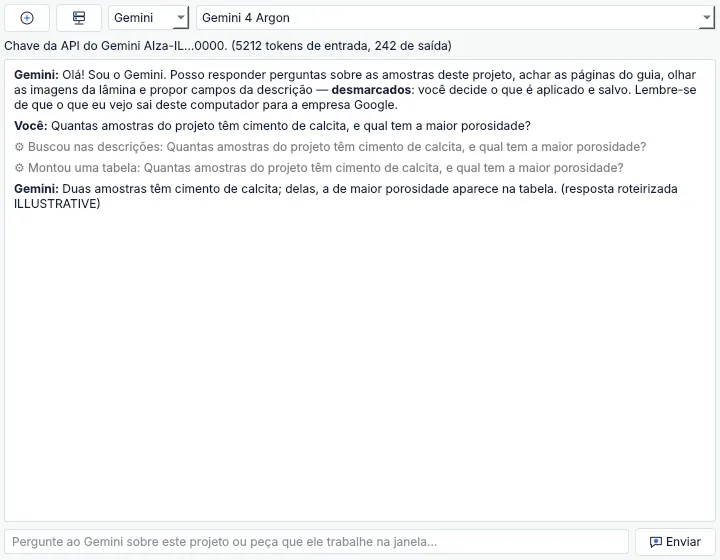 Gemini
Gemini 4 Argon
Chave da API do Gemini AIza-IL...0000. (5212 tokens de entrada, 242 de saída)
Gemini: Olá! Sou o Gemini. Posso responder perguntas sobre as amostras deste projeto, achar as páginas do guia, olhar
as imagens da lâmina e propor campos da descrição — desmarcados: você decide o que é aplicado e salvo. Lembre-se
de que o que eu vejo sai deste computador para a empresa Google.
Você: Quantas amostras do projeto têm cimento de calcita, e qual tem a maior porosidade?
⚙ Buscou nas descrições: Quantas amostras do projeto têm cimento de calcita, e qual tem a maior porosidade?
⚙ Montou uma tabela: Quantas amostras do projeto têm cimento de calcita, e qual tem a maior porosidade?
Gemini: Duas amostras têm cimento de calcita; delas, a de maior porosidade aparece na tabela. (resposta roteirizada
ILLUSTRATIVE)
Pergunte ao Gemini sobre este projeto ou peça que ele trabalhe na janela...
Enviar